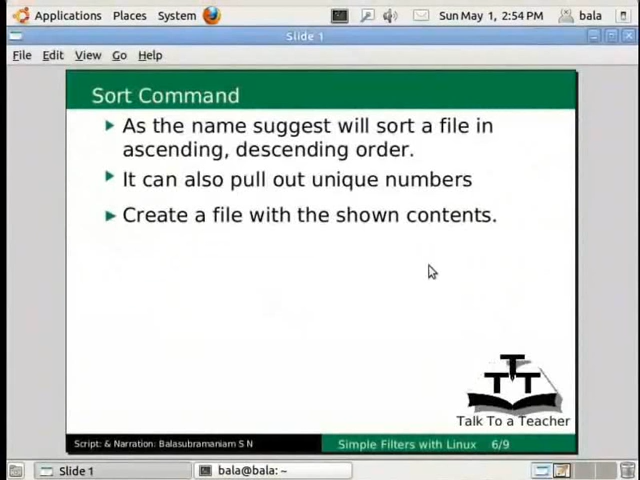 Applications Places System Sun May 1, 2:54 PM bala
Slide 1
File Edit View Go Help
Sort Command
As the name suggest will sort a file in
ascending, descending order.
It can also pull out unique numbers
Create a file with the shown contents.
T T T
Talk To a Teacher
Script: & Narration: Balasubramaniam S N Simple Filters with Linux 6/9
Slide 1 bala@bala: ~